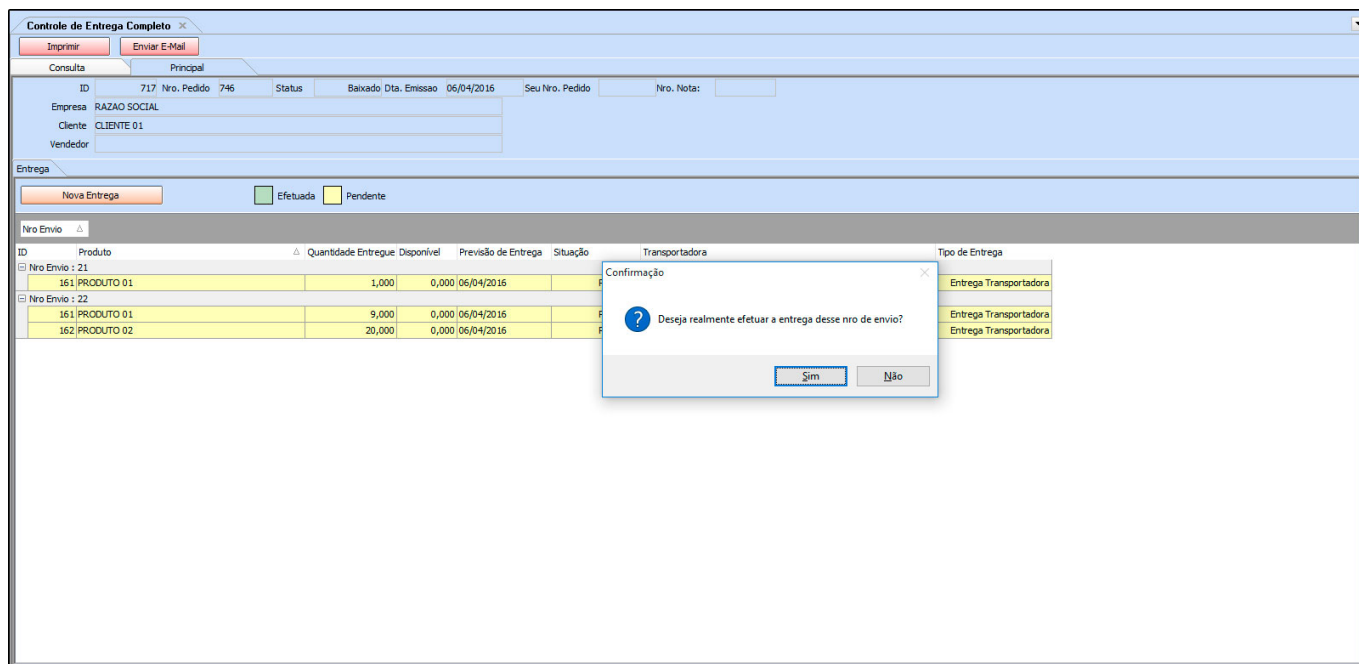 Controle de Entrega Completo
Imprimir Enviar E-Mail
Consulta Principal
ID 717 Nro. Pedido 746 Status Baixado Dta. Emissao 06/04/2016 Seu Nro. Pedido Nro. Nota:
Empresa RAZAO SOCIAL
Cliente CLIENTE 01
Vendedor
Entrega
Nova Entrega Efetuada Pendente
Nro Envio
ID Produto Quantidade Entregue Disponível Previsão de Entrega Situação Transportadora Tipo de Entrega
Nro Envio : 21
161 PRODUTO 01 1,000 0,000 06/04/2016 Entrega Transportadora
Nro Envio : 22
161 PRODUTO 01 9,000 0,000 06/04/2016 Entrega Transportadora
162 PRODUTO 02 20,000 0,000 06/04/2016 Entrega Transportadora
Confirmação
Deseja realmente efetuar a entrega desse nro de envio?
Sim Não